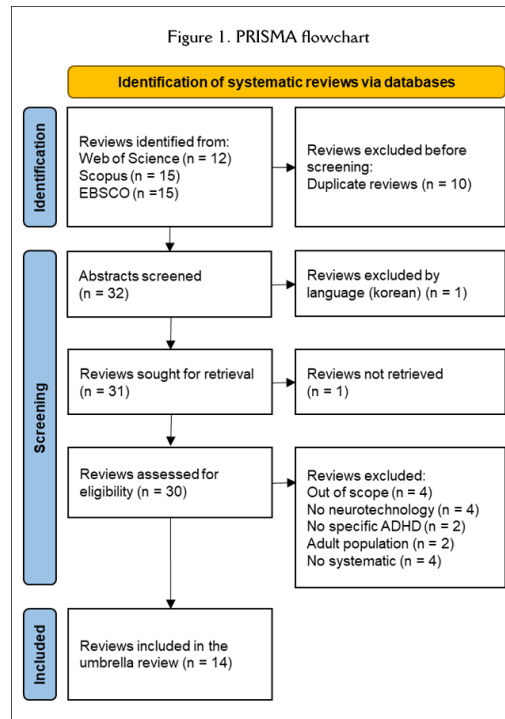 Figure 1. PRISMA flowchart
Identification of systematic reviews via databases
Identification
Reviews identified from:
Web of Science (n = 12)
Scopus (n = 15)
EBSCO (n =15)
Reviews excluded before
screening:
Duplicate reviews (n = 10)
Screening
Abstracts screened
(n = 32)
Reviews excluded by
language (korean) (n = 1)
Reviews sought for retrieval
(n = 31)
Reviews not retrieved
(n = 1)
Reviews assessed for
eligibility (n = 30)
Reviews excluded:
Out of scope (n = 4)
No neurotechnology (n = 4)
No specific ADHD (n = 2)
Adult population (n = 2)
No systematic (n = 4)
Included
Reviews included in the
umbrella review (n = 14)